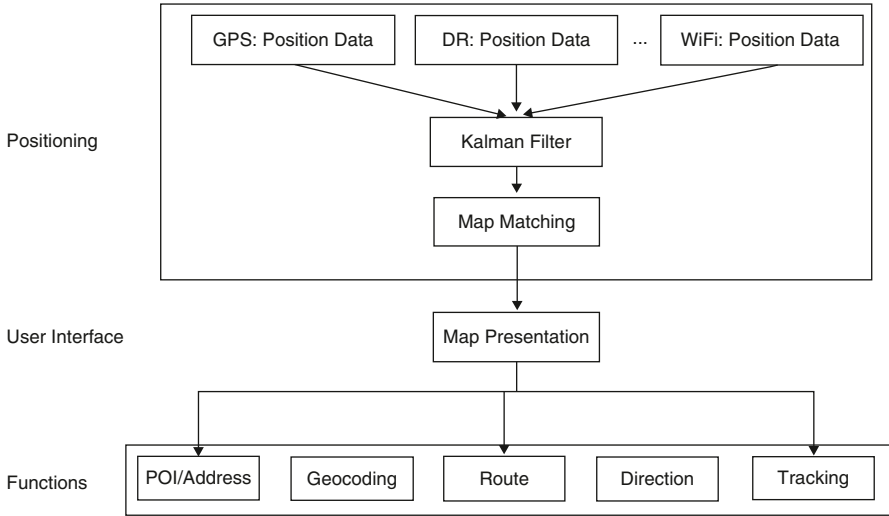 GPS: Position Data
DR: Position Data
...
WiFi: Position Data
Positioning
Kalman Filter
Map Matching
User Interface
Map Presentation
Functions
POI/Address
Geocoding
Route
Direction
Tracking